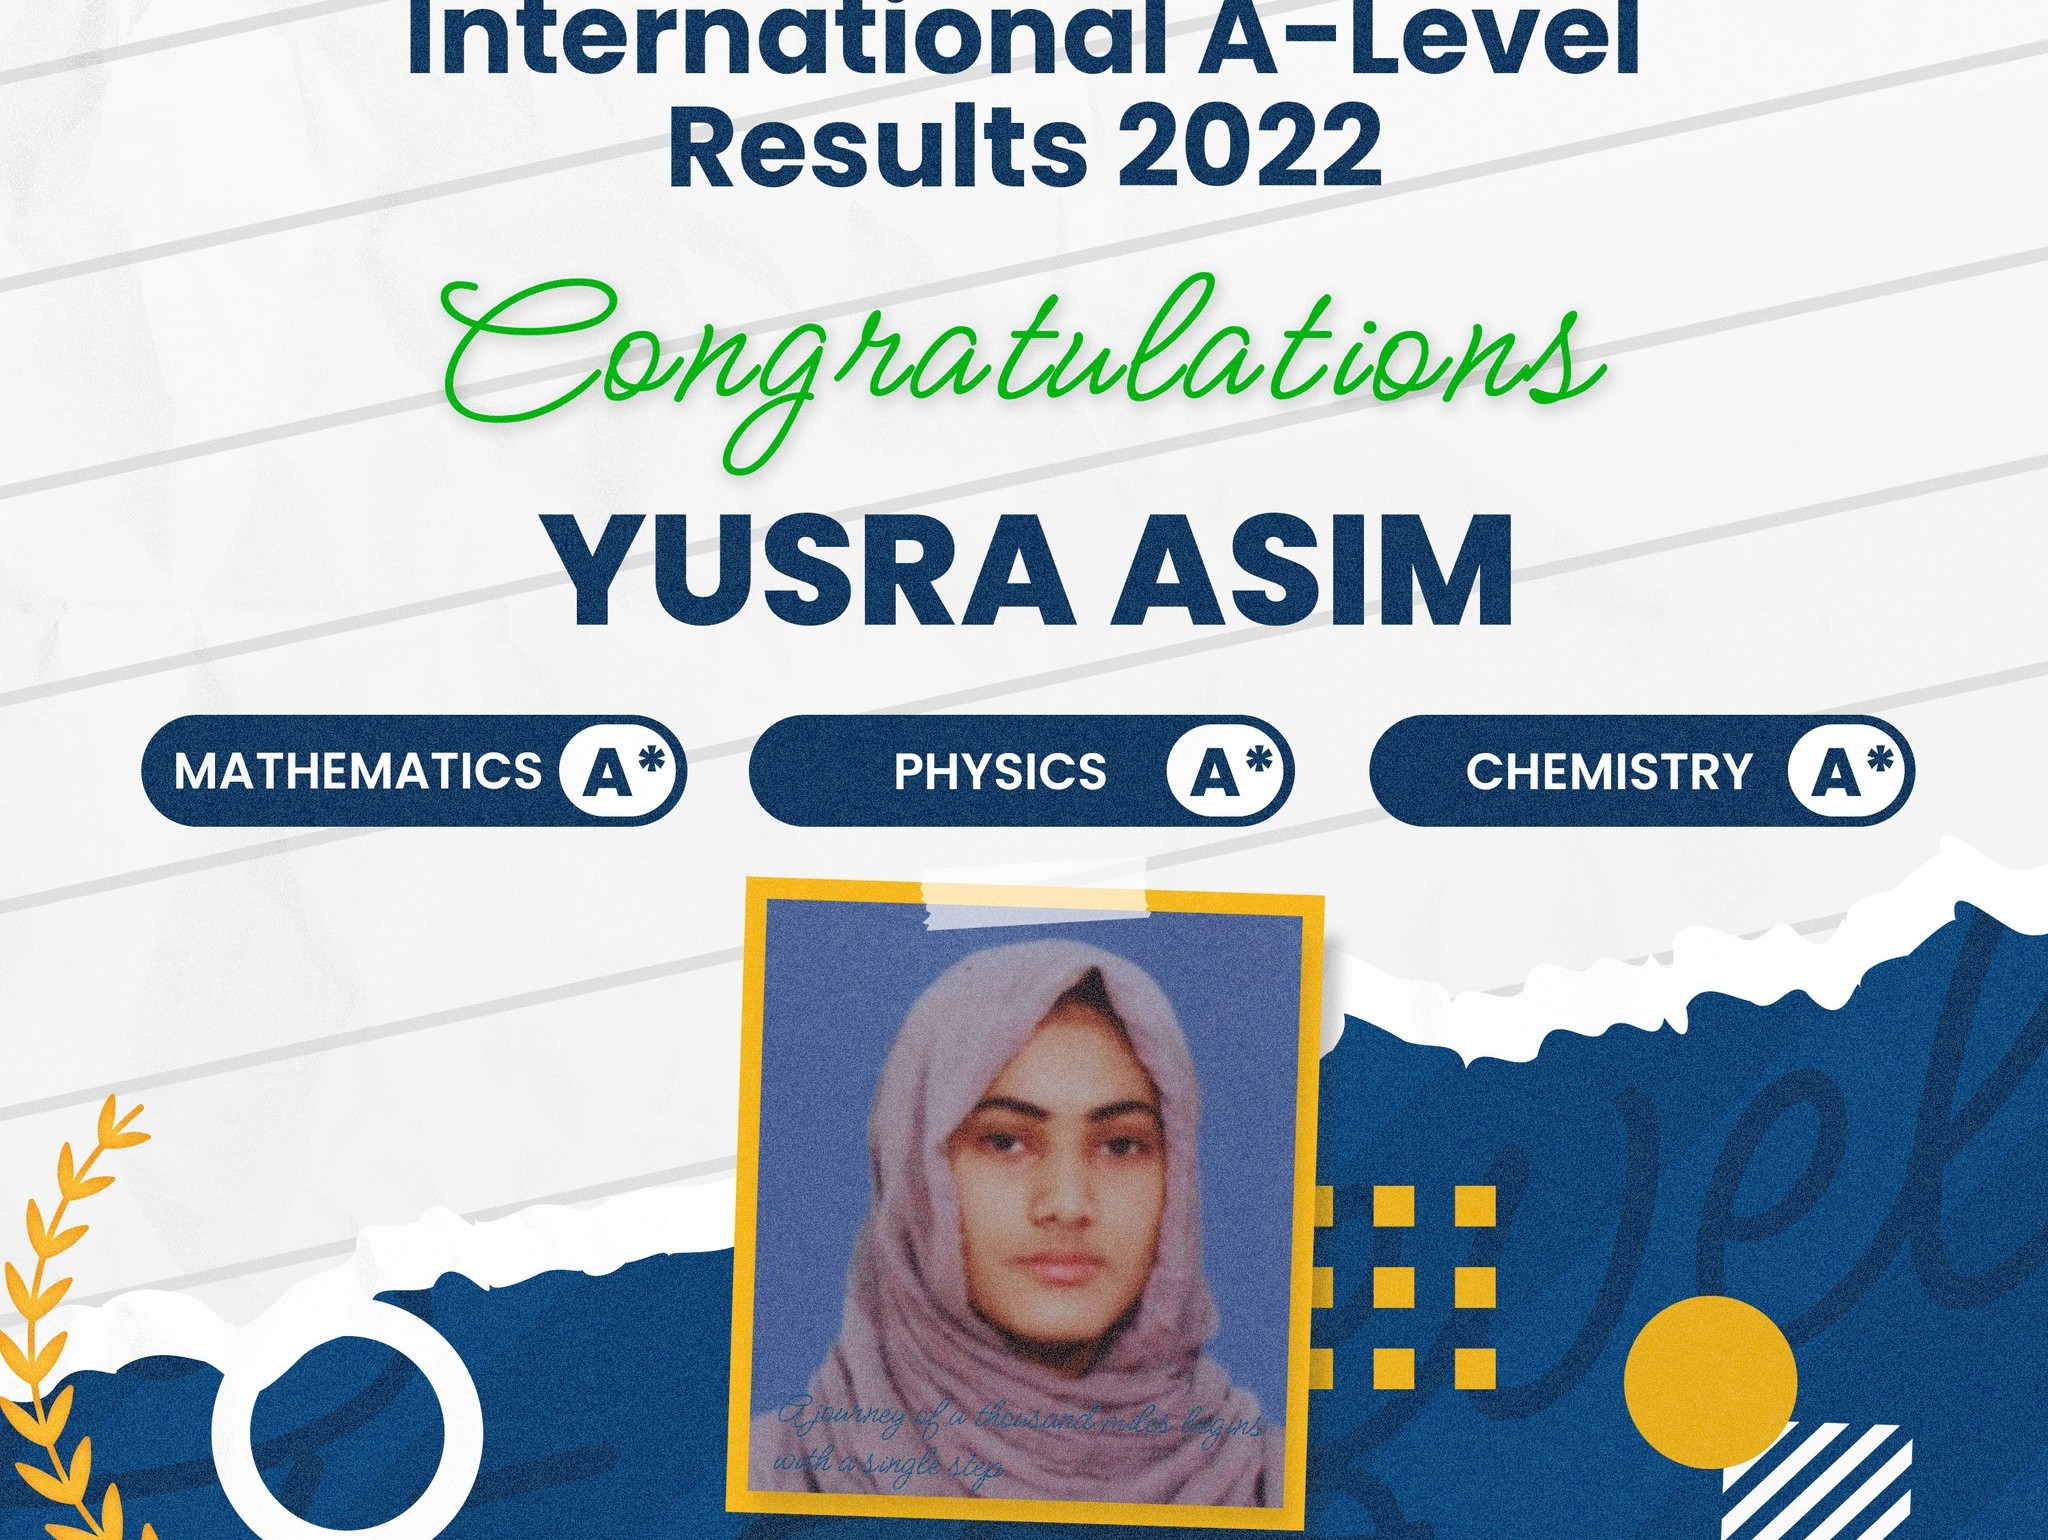 International A-Level
Results 2022
Congratulations
YUSRA ASIM
MATHEMATICS A*
PHYSICS A*
CHEMISTRY A*
A journey of a thousand miles begins
with a single step